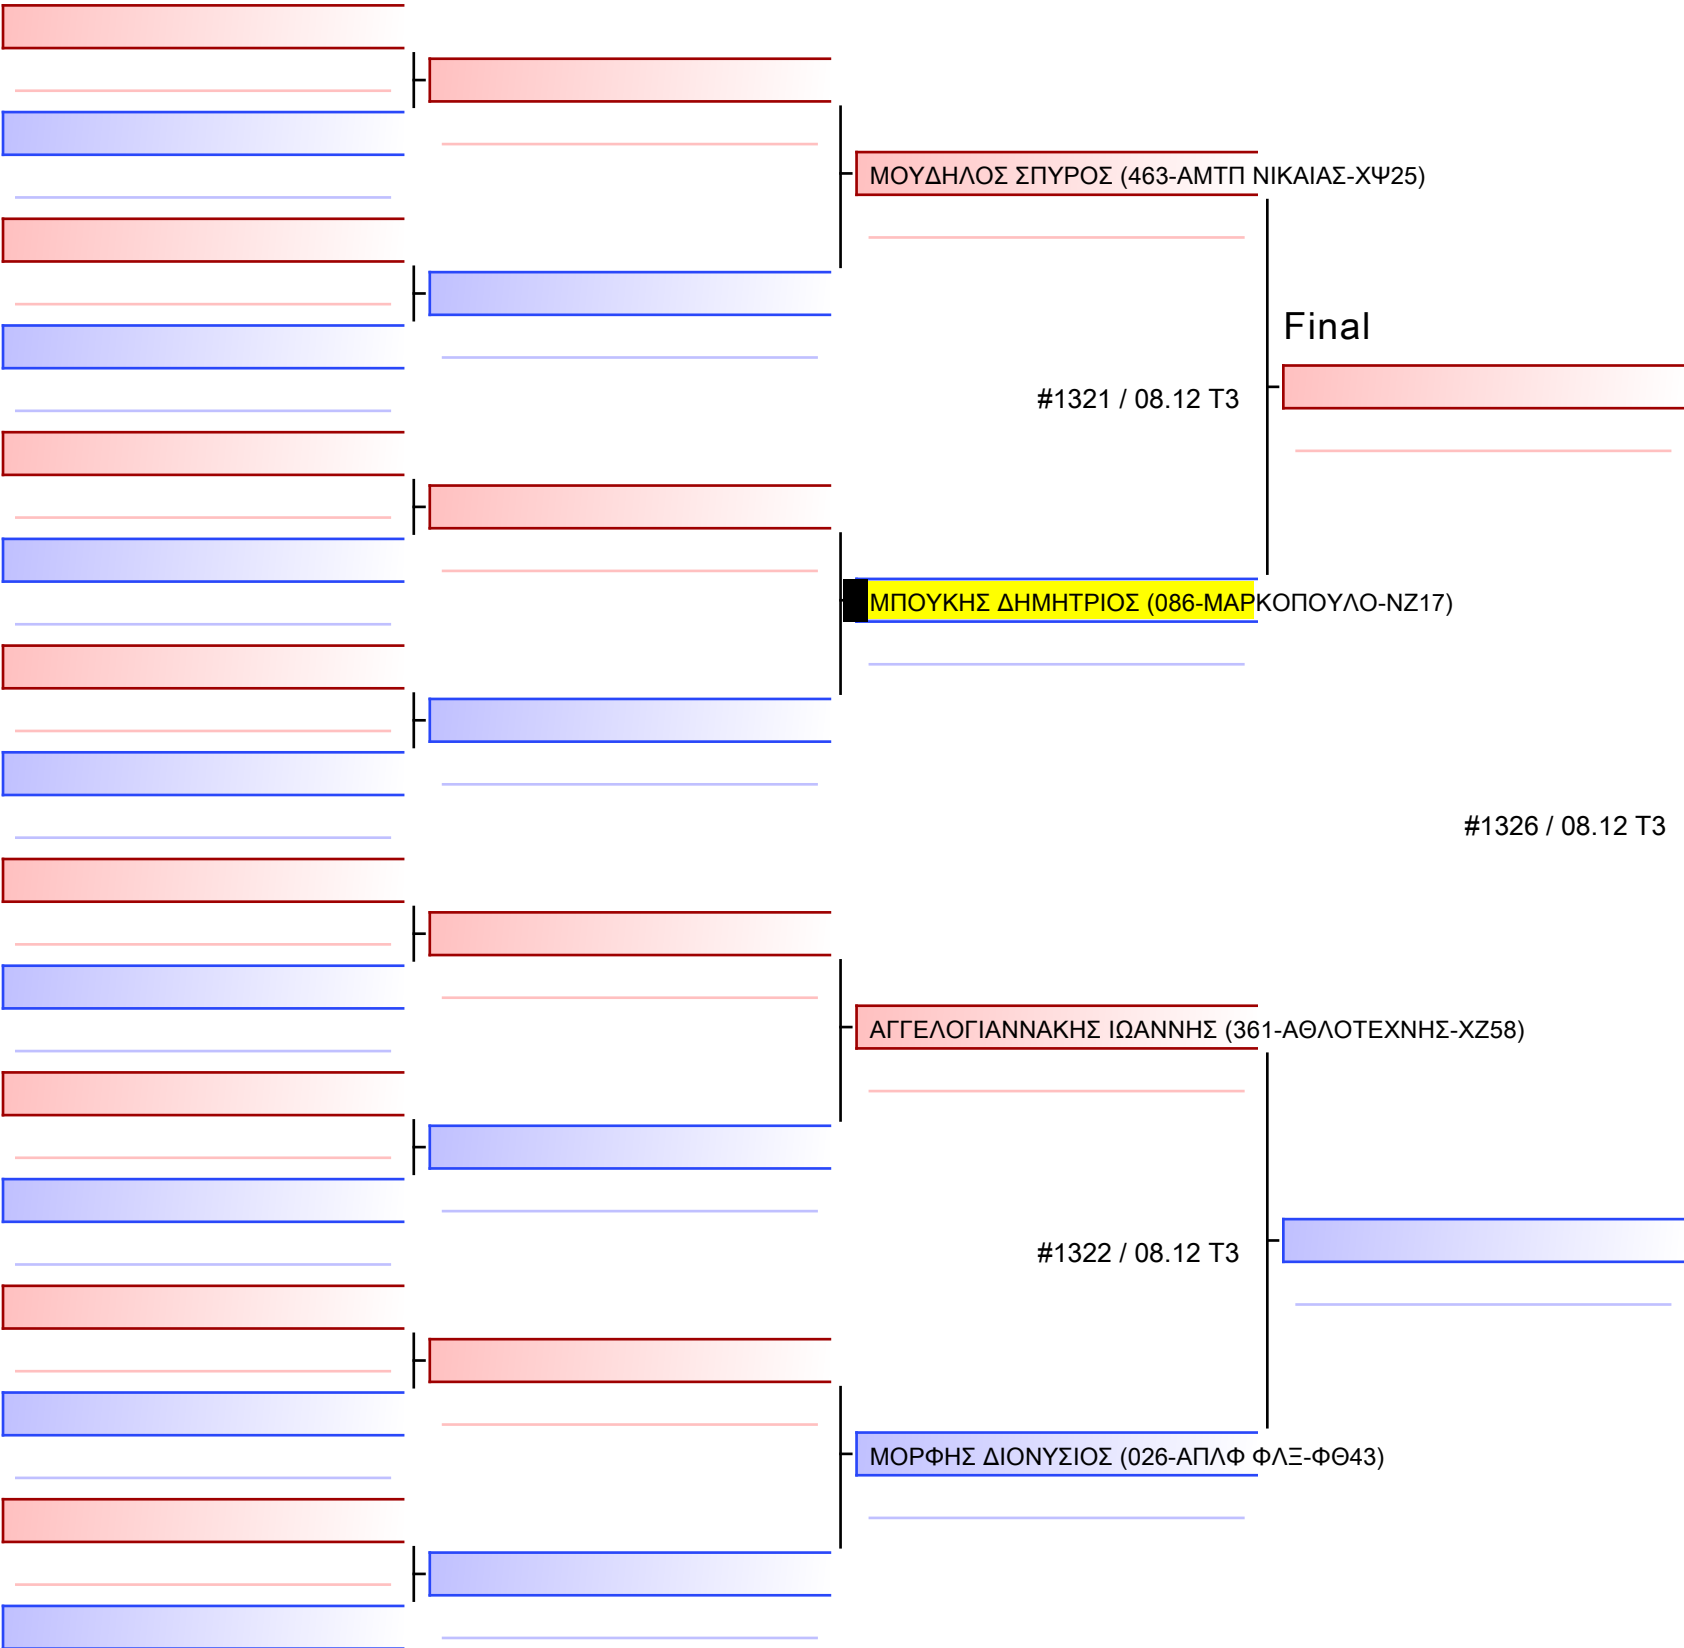 ΜΟΥΔΗΛΟΣ ΣΠΥΡΟΣ (463-ΑΜΤΠ ΝΙΚΑΙΑΣ-ΧΨ25)
Final
#1321 / 08.12 T3
ΜΠΟΥΚΗΣ ΔΗΜΗΤΡΙΟΣ (086-ΜΑΡΚΟΠΟΥΛΟ-ΝΖ17)
#1326 / 08.12 T3
ΑΓΓΕΛΟΓΙΑΝΝΑΚΗΣ ΙΩΑΝΝΗΣ (361-ΑΘΛΟΤΕΧΝΗΣ-ΧΖ58)
#1322 / 08.12 T3
ΜΟΡΦΗΣ ΔΙΟΝΥΣΙΟΣ (026-ΑΠΛΦ ΦΛΞ-ΦΘ43)